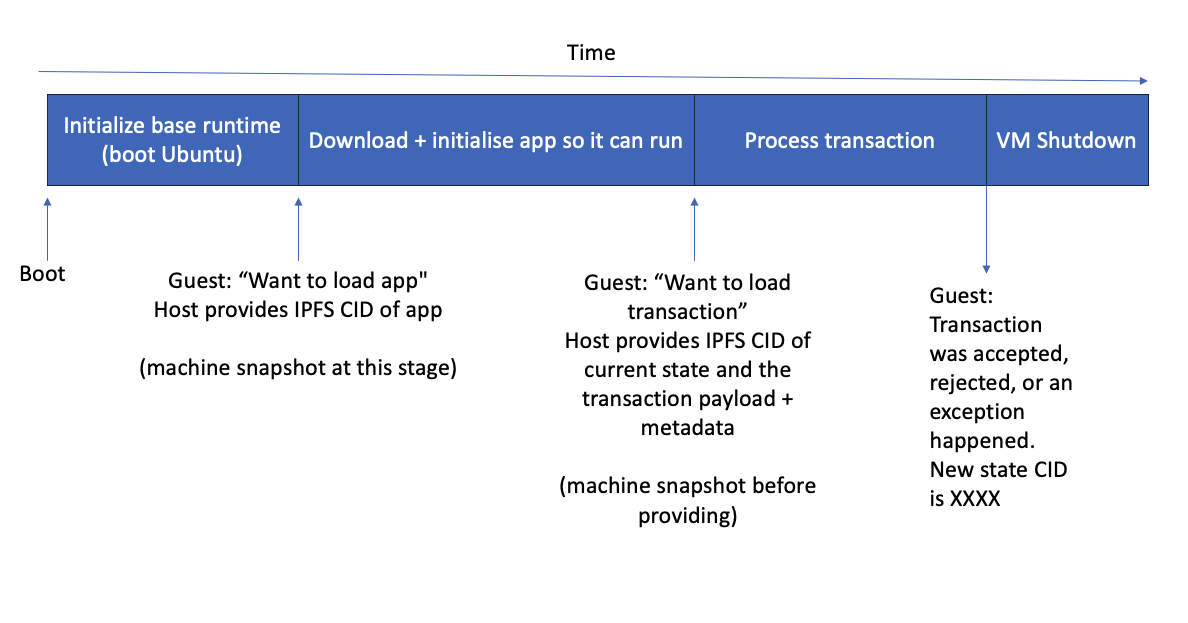 Time
Initialize base runtime
(boot Ubuntu)
Download + initialise app so it can run
Process transaction
VM Shutdown
Boot
Guest: “Want to load app"
Host provides IPFS CID of app
(machine snapshot at this stage)
Guest: “Want to load
transaction”
Host provides IPFS CID of
current state and the
transaction payload +
metadata
(machine snapshot before
providing)
Guest:
Transaction
was accepted,
rejected, or an
exception
happened.
New state CID
is XXXX